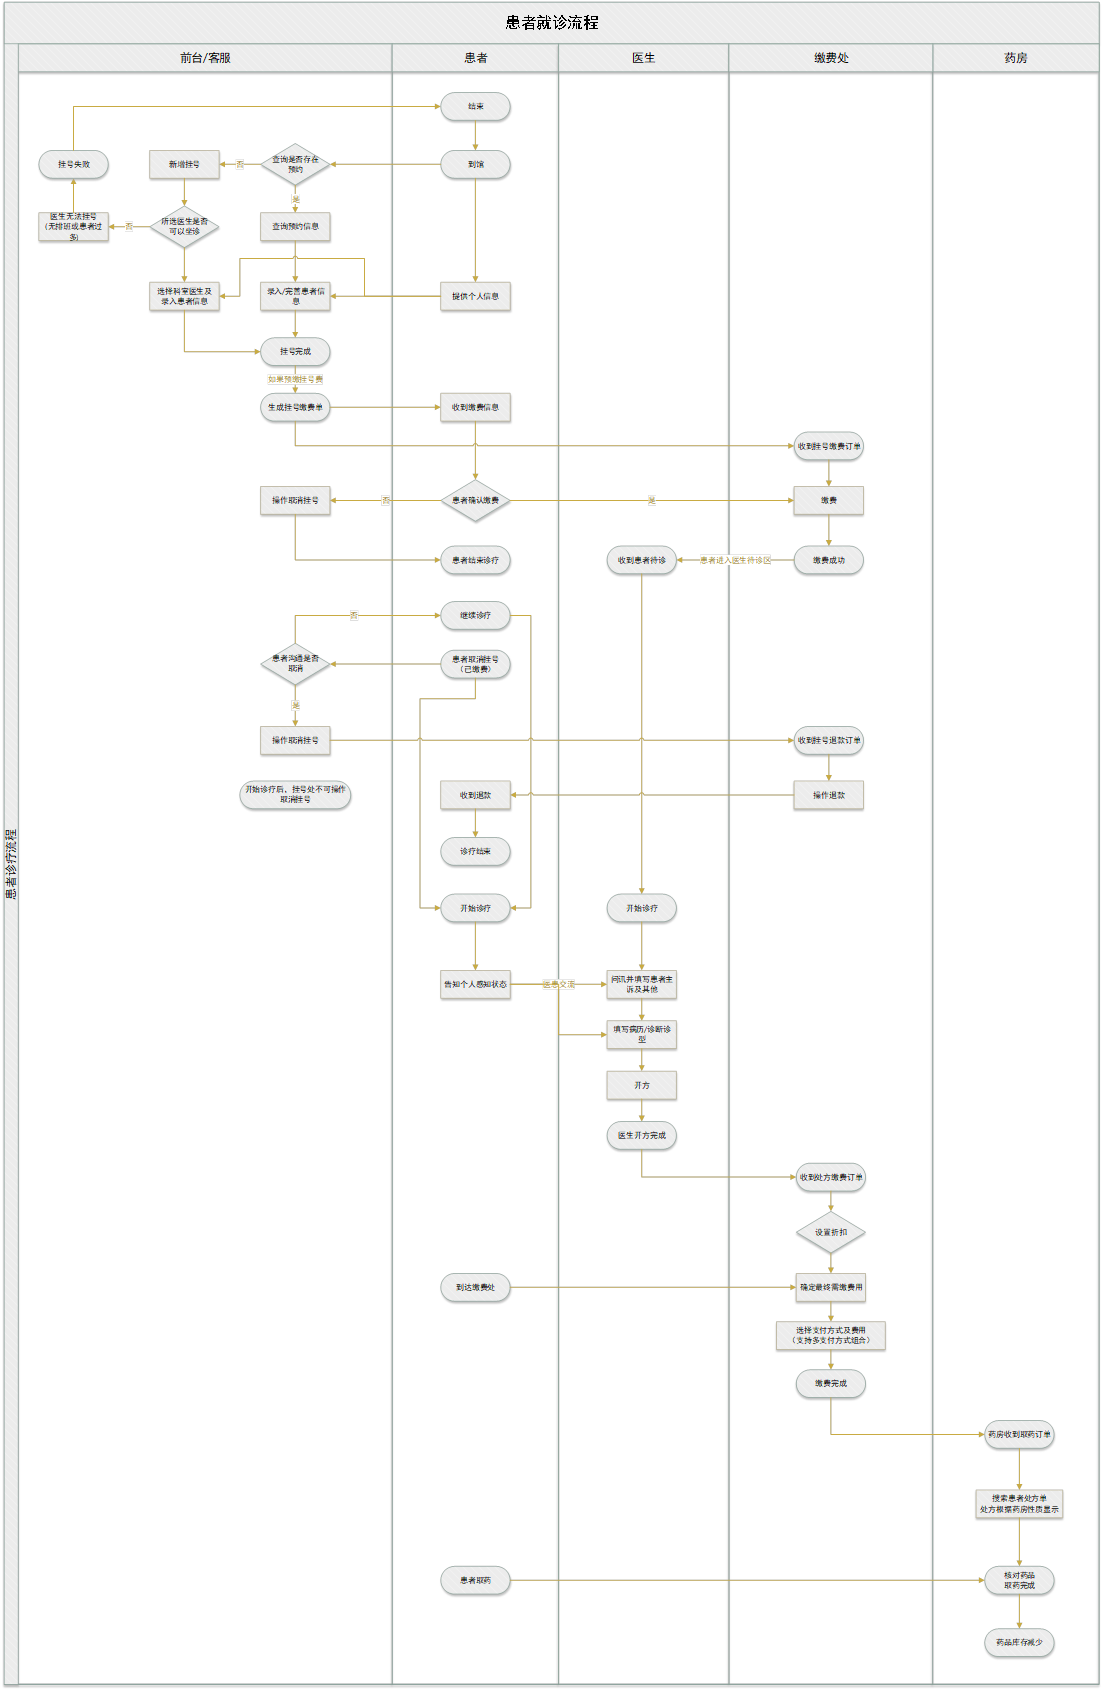 患者就诊流程
前台/客服
患者
医生
缴费处
药房
患者诊疗流程
结束
挂号失败
新增挂号
否
查询是否存在
预约
到馆
是
医生无法挂号
(无排班或患者过
多)
否
所选医生是否
可以坐诊
查询预约信息
选择科室医生及
录入患者信息
录入/完善患者信
息
提供个人信息
挂号完成
如果预缴挂号费
生成挂号缴费单
收到缴费信息
收到挂号缴费订单
操作取消挂号
否
患者确认缴费
是
缴费
患者结束诊疗
收到患者待诊
患者进入医生待诊区
缴费成功
否
继续诊疗
患者沟通是否
取消
患者取消挂号
（已缴费）
是
操作取消挂号
收到挂号退款订单
开始诊疗后、挂号处不可操作
取消挂号
收到退款
操作退款
诊疗结束
开始诊疗
开始诊疗
告知个人感知状态
医患交流
问讯并填写患者主
诉及其他
填写病历/诊断诊
型
开方
医生开方完成
收到处方缴费订单
设置折扣
到达缴费处
确定最终需缴费用
选择支付方式及费用
（支持多支付方式组合）
缴费完成
药房收到取药订单
搜索患者处方单
处方根据药房性质显示
患者取药
核对药品
取药完成
药品库存减少